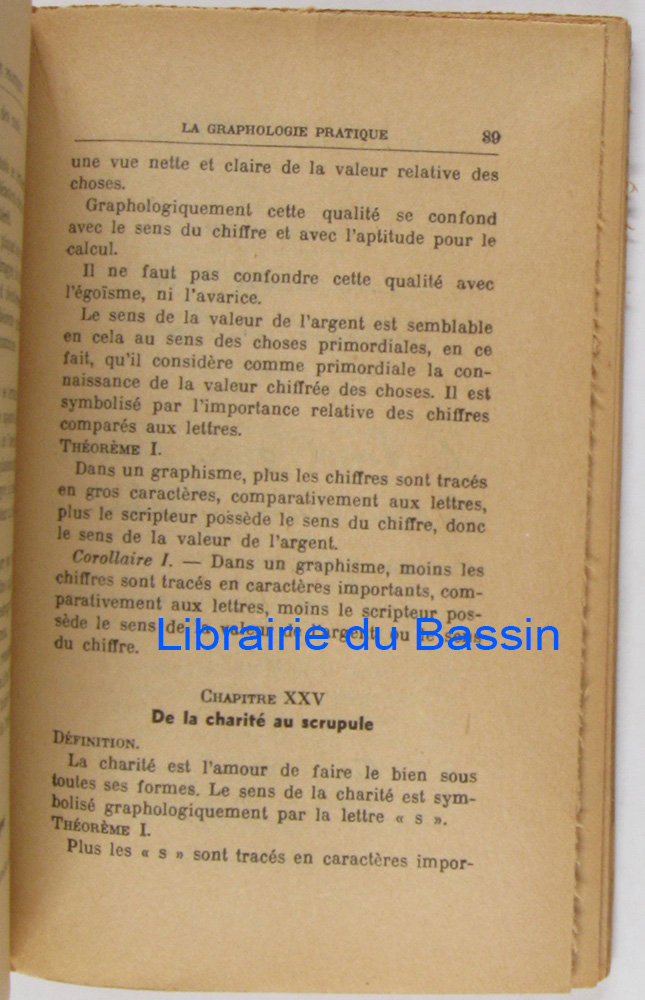 LA GRAPHOLOGIE PRATIQUE 89
une vue nette et claire de la valeur relative des
choses.
Graphologiquement cette qualité se confond
avec le sens du chiffre et avec l'aptitude pour le
calcul.
Il ne faut pas confondre cette qualité avec
l'égoïsme, ni l'avarice.
Le sens de la valeur de l'argent est semblable
en cela au sens des choses primordiales, en ce
fait, qu'il considère comme primordiale la con-
naissance de la valeur chiffrée des choses. Il est
symbolisé par l'importance relative des chiffres
comparés aux lettres.
THÉORÈME I.
Dans un graphisme, plus les chiffres sont tracés
en gros caractères, comparativement aux lettres,
plus le scripteur possède le sens du chiffre, donc
le sens de la valeur de l'argent.
Corollaire I. — Dans un graphisme, moins les
chiffres sont tracés en caractères importants, com-
parativement aux lettres, moins le scripteur pos-
sède le sens de la valeur de l'argent ou le sens
du chiffre.
Librairie du Bassin
CHAPITRE XXV
De la charité au scrupule
DÉFINITION.
La charité est l'amour de faire le bien sous
toutes ses formes. Le sens de la charité est sym-
bolisé graphologiquement par la lettre « s ».
THÉORÈME I.
Plus les « s » sont tracés en caractères impor-